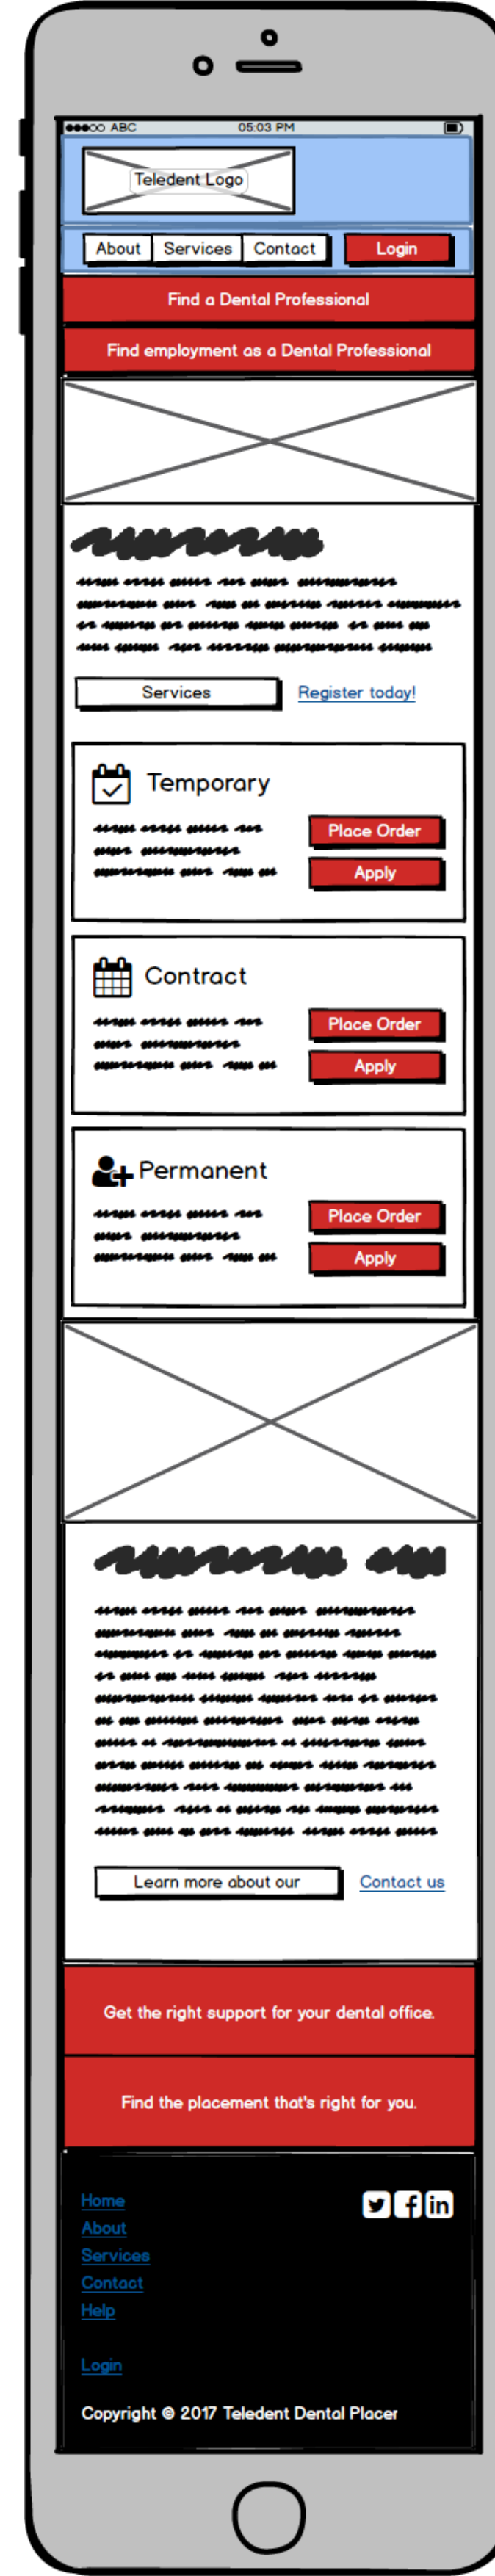 ABC 05:03 PM
Teledent Logo
About Services Contact Login
Find a Dental Professional
Find employment as a Dental Professional
Services Register today!
Temporary
Place Order
Apply
Contract
Place Order
Apply
Permanent
Place Order
Apply
Learn more about our Contact us
Get the right support for your dental office.
Find the placement that's right for you.
Home
About
Services
Contact
Help
Login
Copyright © 2017 Teledent Dental Placer